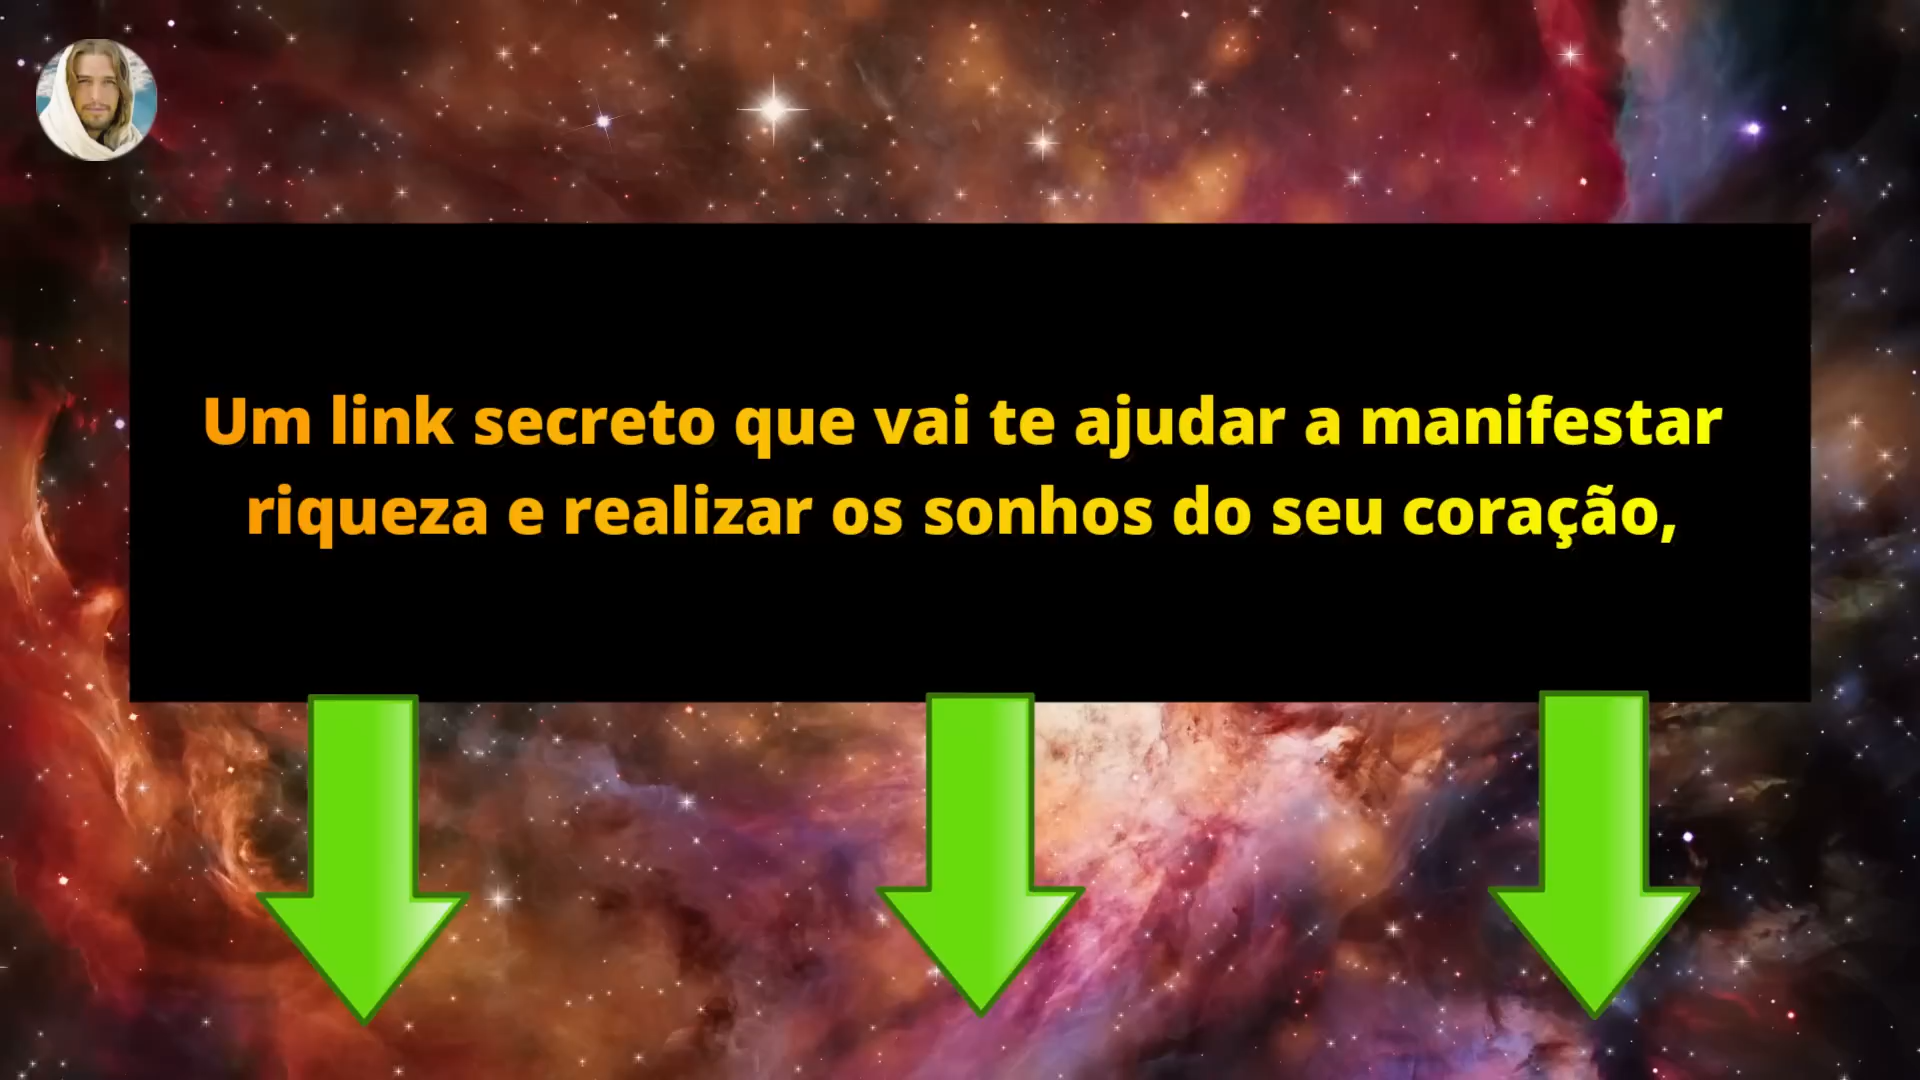 Um link secreto que vai te ajudar a manifestar
riqueza e realizar os sonhos do seu coração,